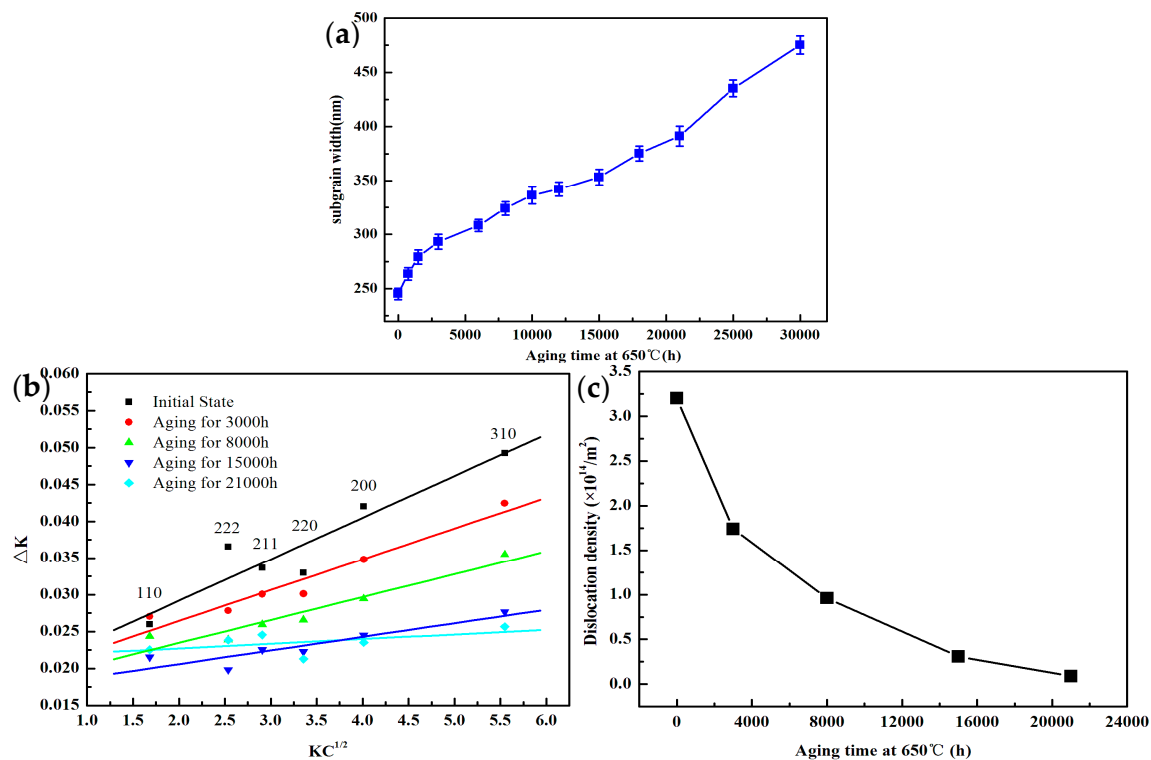 (a)
500
450
400
350
300
250
subgrain width(nm)
0 5000 10000 15000 20000 25000 30000
Aging time at 650℃(h)
(b)
0.060
0.055
0.050
0.045
0.040
0.035
0.030
0.025
0.020
0.015
△K
Initial State
Aging for 3000h
Aging for 8000h
Aging for 15000h
Aging for 21000h
110
222
211
220
200
310
1.0 1.5 2.0 2.5 3.0 3.5 4.0 4.5 5.0 5.5 6.0
KC1/2
(c)
3.5
3.0
2.5
2.0
1.5
1.0
0.5
0.0
Dislocation density (×1014/m2)
0 4000 8000 12000 16000 20000 24000
Aging time at 650℃ (h)